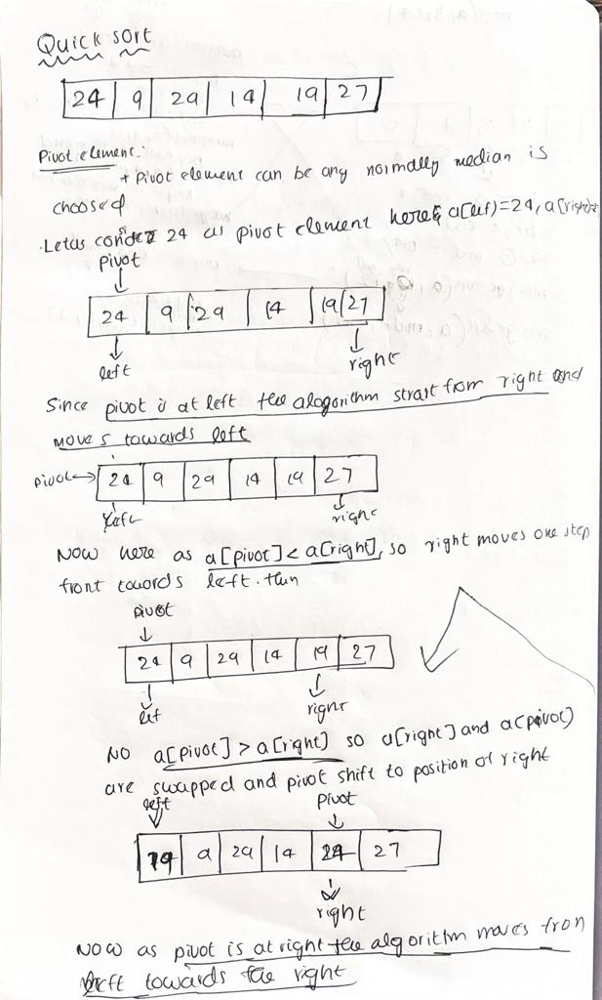 Quick sort
24 9 29 14 19 27
Pivot element:
+ Pivot element can be any normally median is
choosed
. Letus consider 24 as pivot element here a(left)=24, a(right)=
pivot
24 9 29 14 19 27
left right
Since pivot is at left the alogorithm strart from right and
moves towards left
pivot → 24 9 29 14 19 27
left right
Now here as a[pivot] < a[right], so right moves one step
front towards left. then
pivot
24 9 29 14 19 27
left right
No a[pivot] > a[right] so a[right] and a(pivot)
are swapped and pivot shift to position of right
left pivot
19 9 29 14 24 27
right
Now as pivot is at right the algorithm moves from
left towards the right